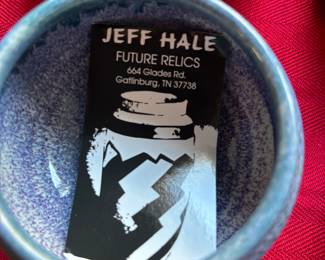 JEFF HALE
FUTURE RELICS
664 Glades Rd.
Gatlinburg, TN 37738